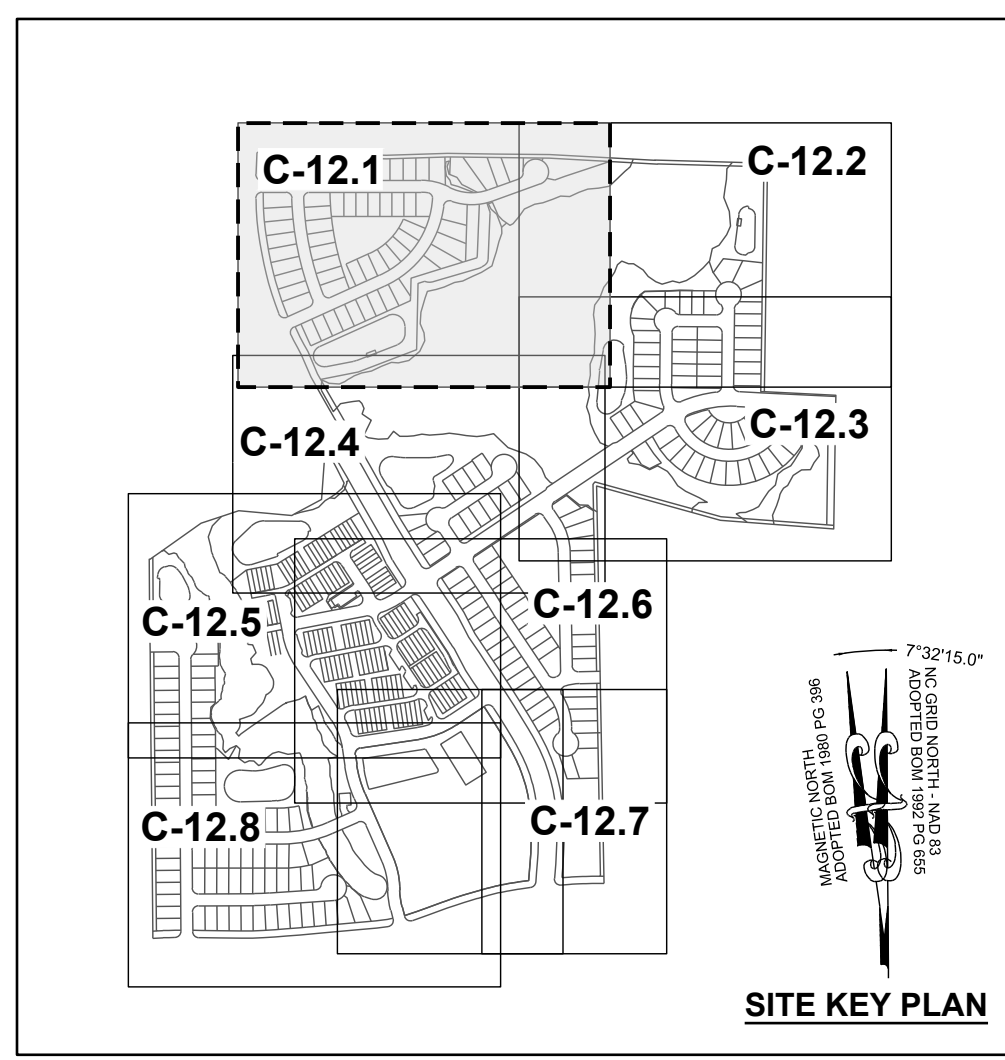 C-12.1
C-12.2
C-12.3
C-12.4
C-12.5
C-12.6
C-12.7
C-12.8
7°32'15.0"
MAGNETIC NORTH
ADOPTED BOM 1980 PG 396
NC GRID NORTH - NAD 83
ADOPTED BOM 1992 PG 655
SITE KEY PLAN